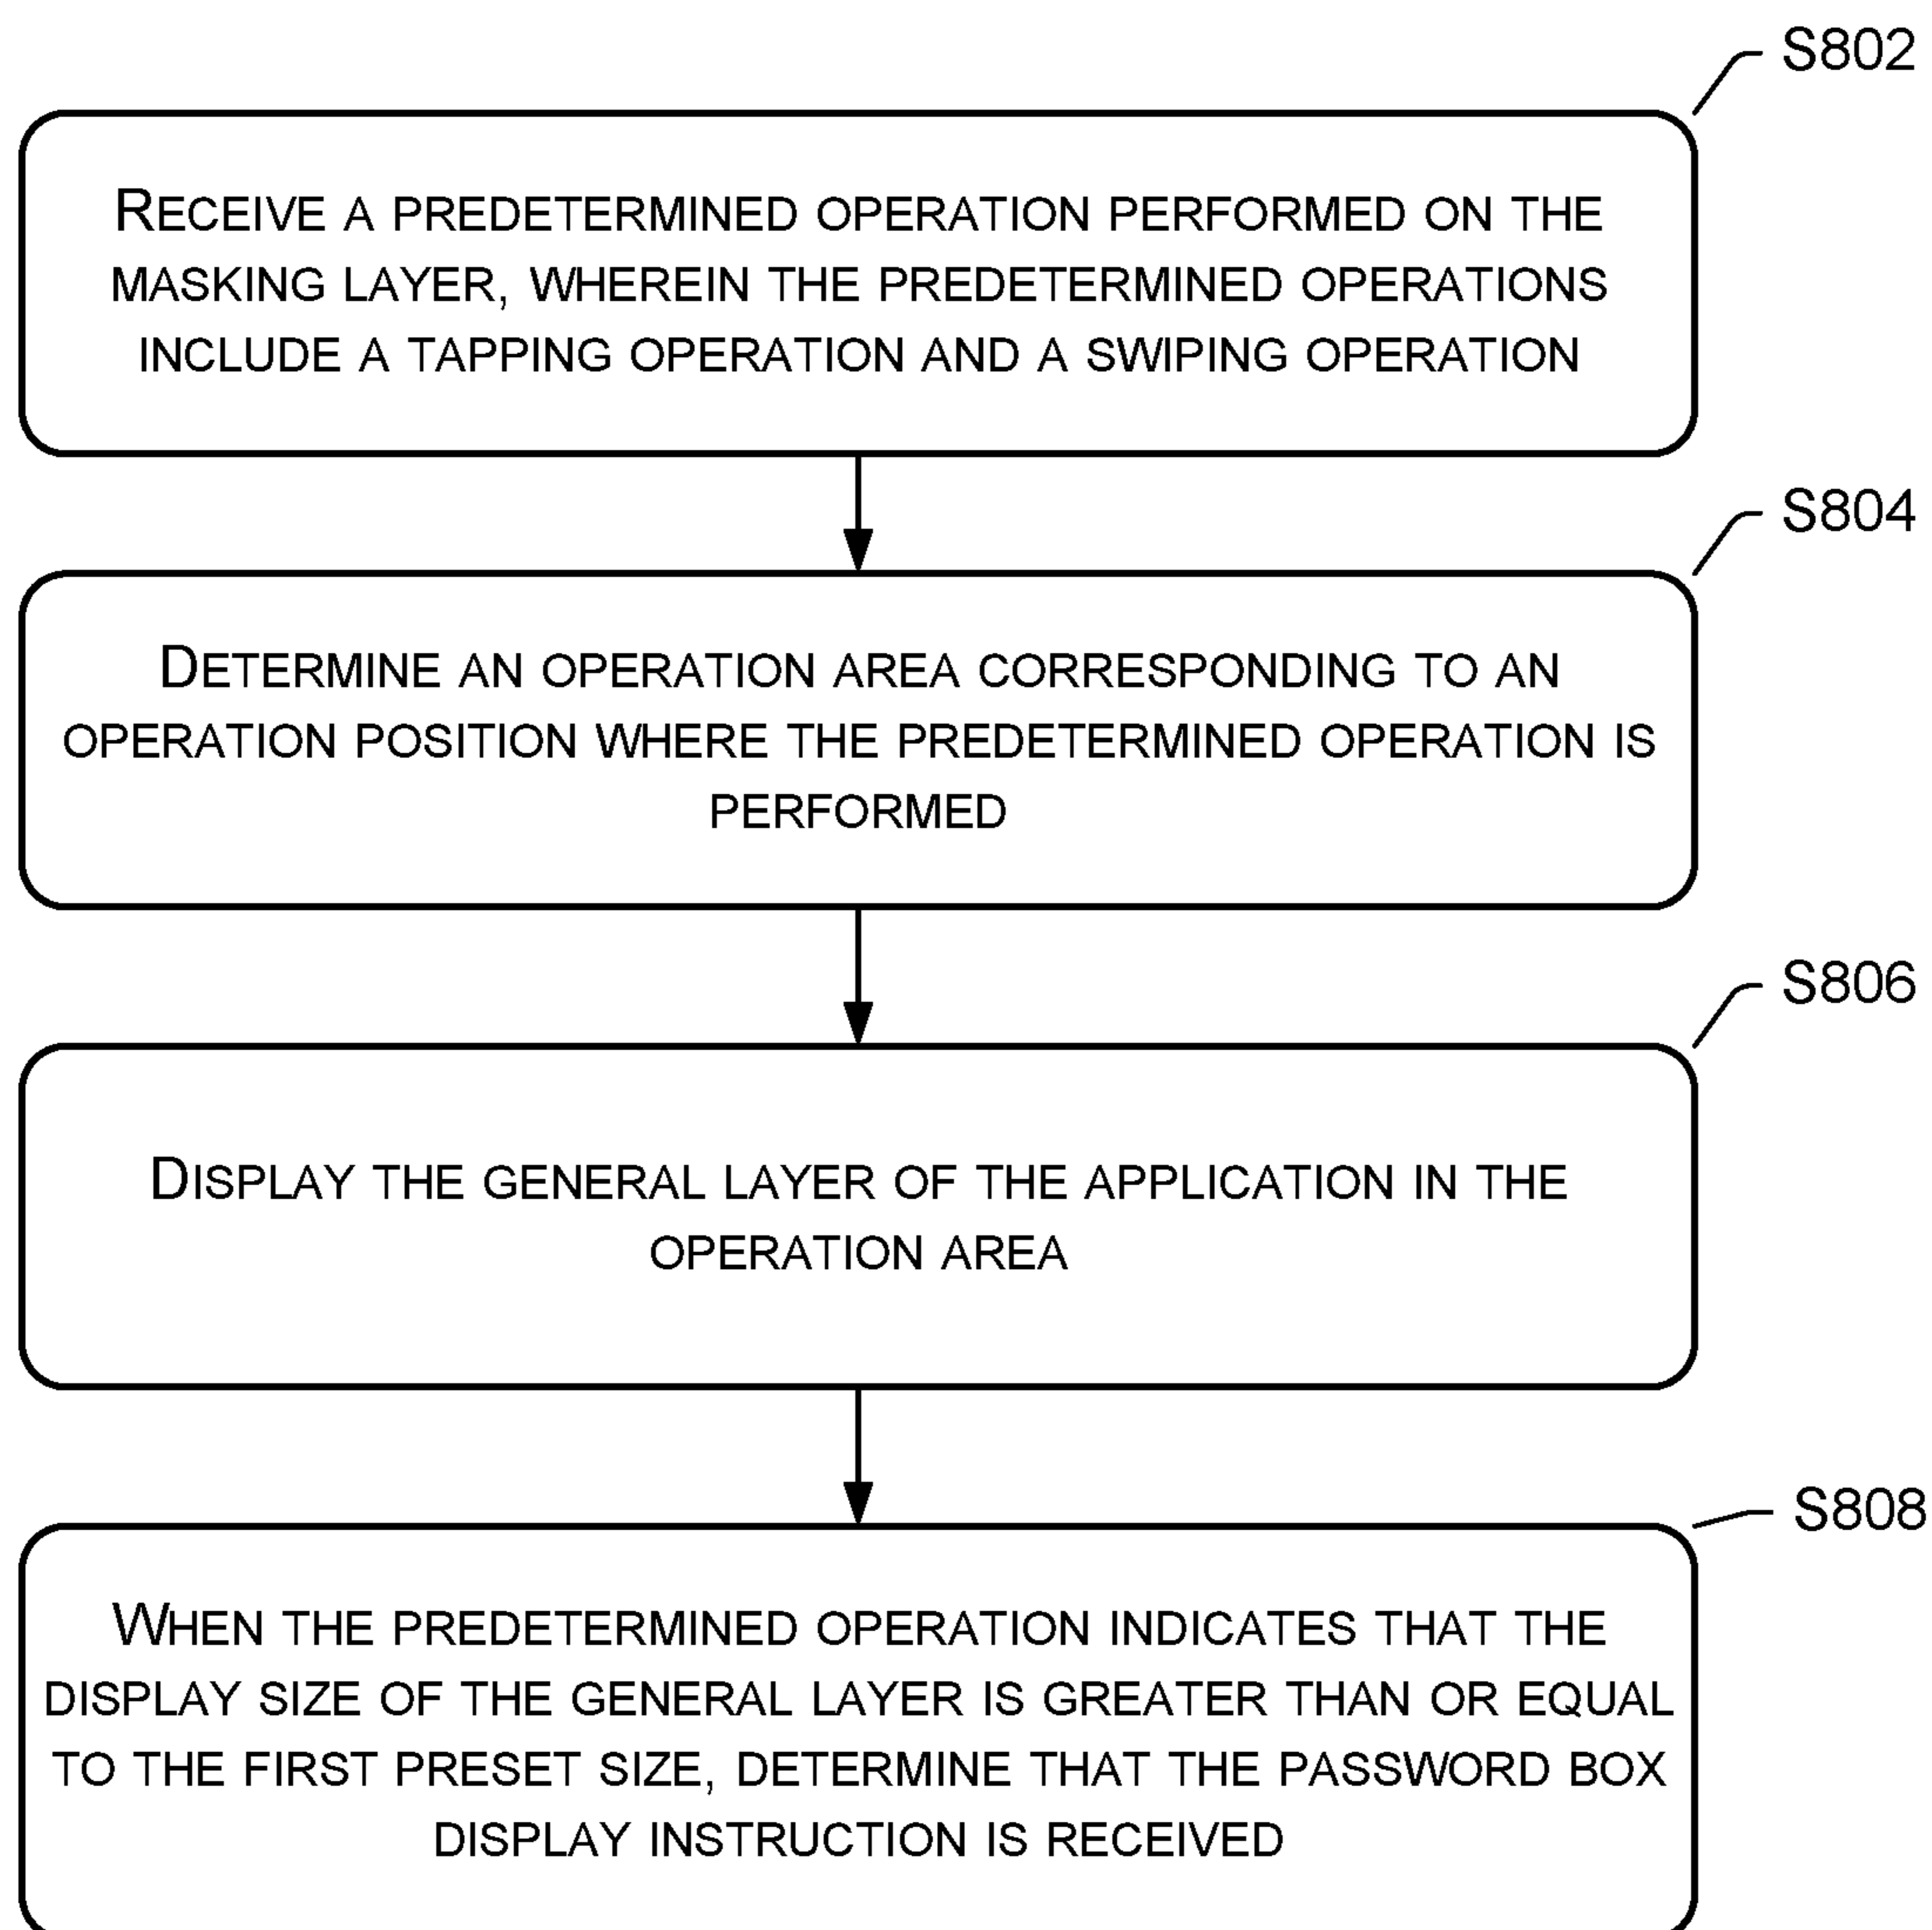 S802
RECEIVE A PREDETERMINED OPERATION PERFORMED ON THE
MASKING LAYER, WHEREIN THE PREDETERMINED OPERATIONS
INCLUDE A TAPPING OPERATION AND A SWIPING OPERATION
S804
DETERMINE AN OPERATION AREA CORRESPONDING TO AN
OPERATION POSITION WHERE THE PREDETERMINED OPERATION IS
PERFORMED
S806
DISPLAY THE GENERAL LAYER OF THE APPLICATION IN THE
OPERATION AREA
S808
WHEN THE PREDETERMINED OPERATION INDICATES THAT THE
DISPLAY SIZE OF THE GENERAL LAYER IS GREATER THAN OR EQUAL
TO THE FIRST PRESET SIZE, DETERMINE THAT THE PASSWORD BOX
DISPLAY INSTRUCTION IS RECEIVED